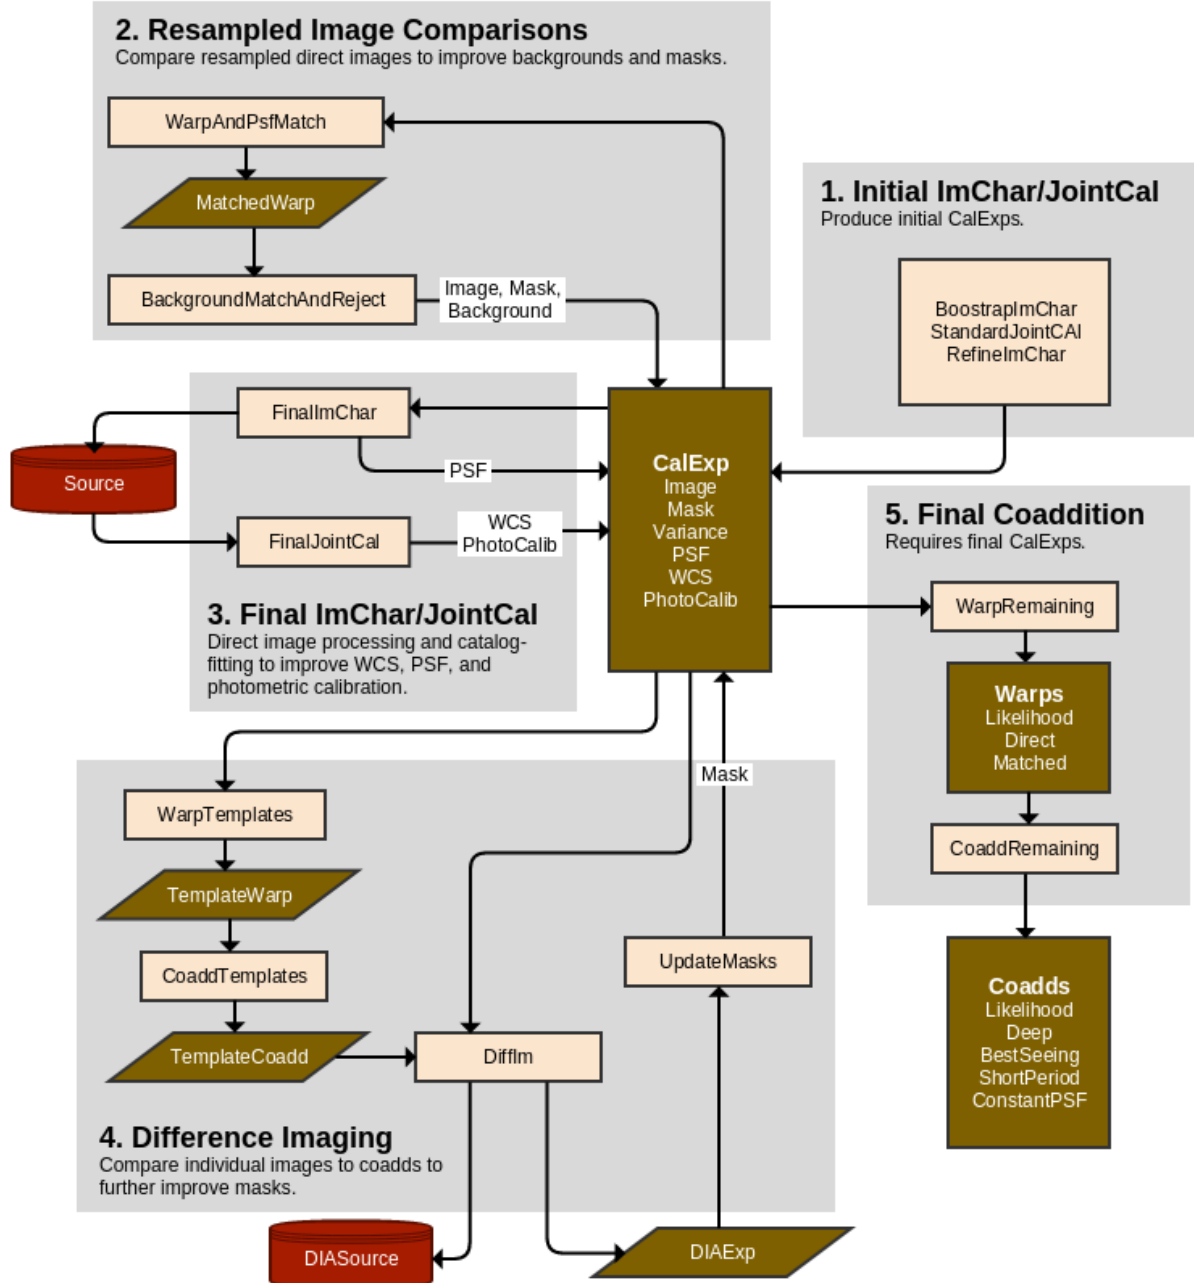 2. Resampled Image Comparisons
Compare resampled direct images to improve backgrounds and masks.
WarpAndPsfMatch
MatchedWarp
BackgroundMatchAndReject
Image, Mask,
Background
1. Initial ImChar/JointCal
Produce initial CalExps.
BoostrapImChar
StandardJointCAl
RefineImChar
FinalImChar
PSF
Source
FinalJointCal
WCS
PhotoCalib
3. Final ImChar/JointCal
Direct image processing and catalog-
fitting to improve WCS, PSF, and
photometric calibration.
CalExp
Image
Mask
Variance
PSF
WCS
PhotoCalib
5. Final Coaddition
Requires final CalExps.
WarpRemaining
Warps
Likelihood
Direct
Matched
CoaddRemaining
Coadds
Likelihood
Deep
BestSeeing
ShortPeriod
ConstantPSF
Mask
WarpTemplates
TemplateWarp
CoaddTemplates
TemplateCoadd
DiffIm
UpdateMasks
4. Difference Imaging
Compare individual images to coadds to
further improve masks.
DIASource
DIAExp